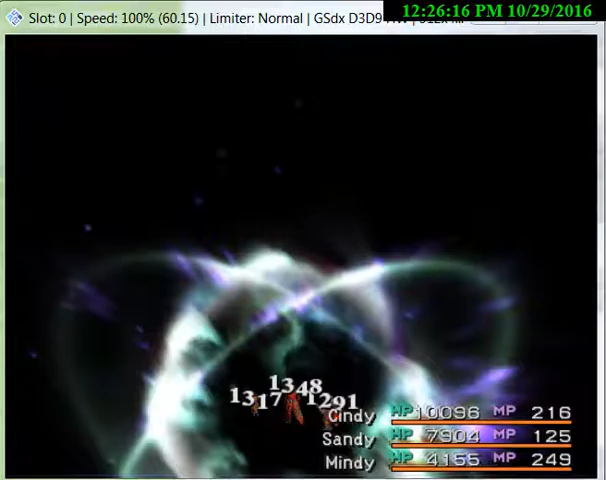 Slot: 0 | Speed: 100% (60.15) | Limiter: Normal | GSdx D3D9
12:26:16 PM 10/29/2016
1317 1348 1291
Cindy HP 10096 MP 216
Sandy HP 7904 MP 125
Mindy HP 4155 MP 249